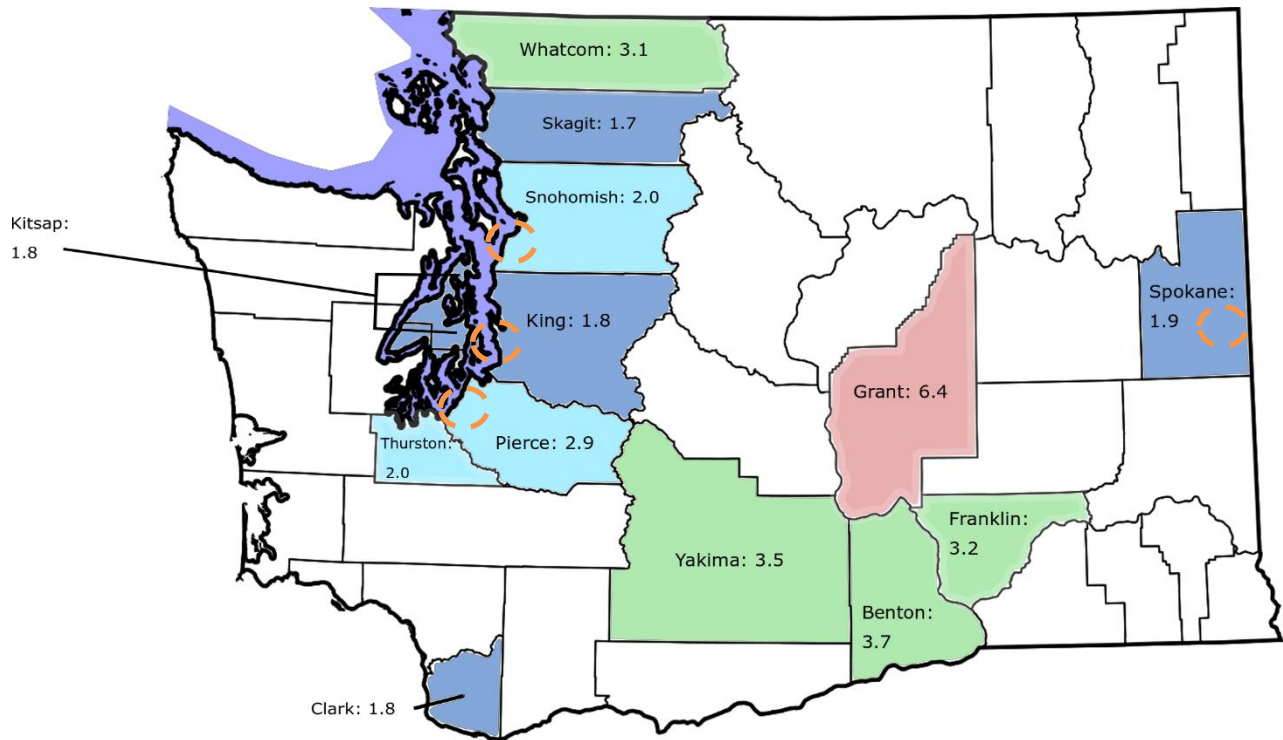 Whatcom: 3.1
Skagit: 1.7
Snohomish: 2.0
Kitsap:
1.8
King: 1.8
Spokane:
1.9
Grant: 6.4
Thurston:
2.0
Pierce: 2.9
Franklin:
3.2
Yakima: 3.5
Benton:
3.7
Clark: 1.8